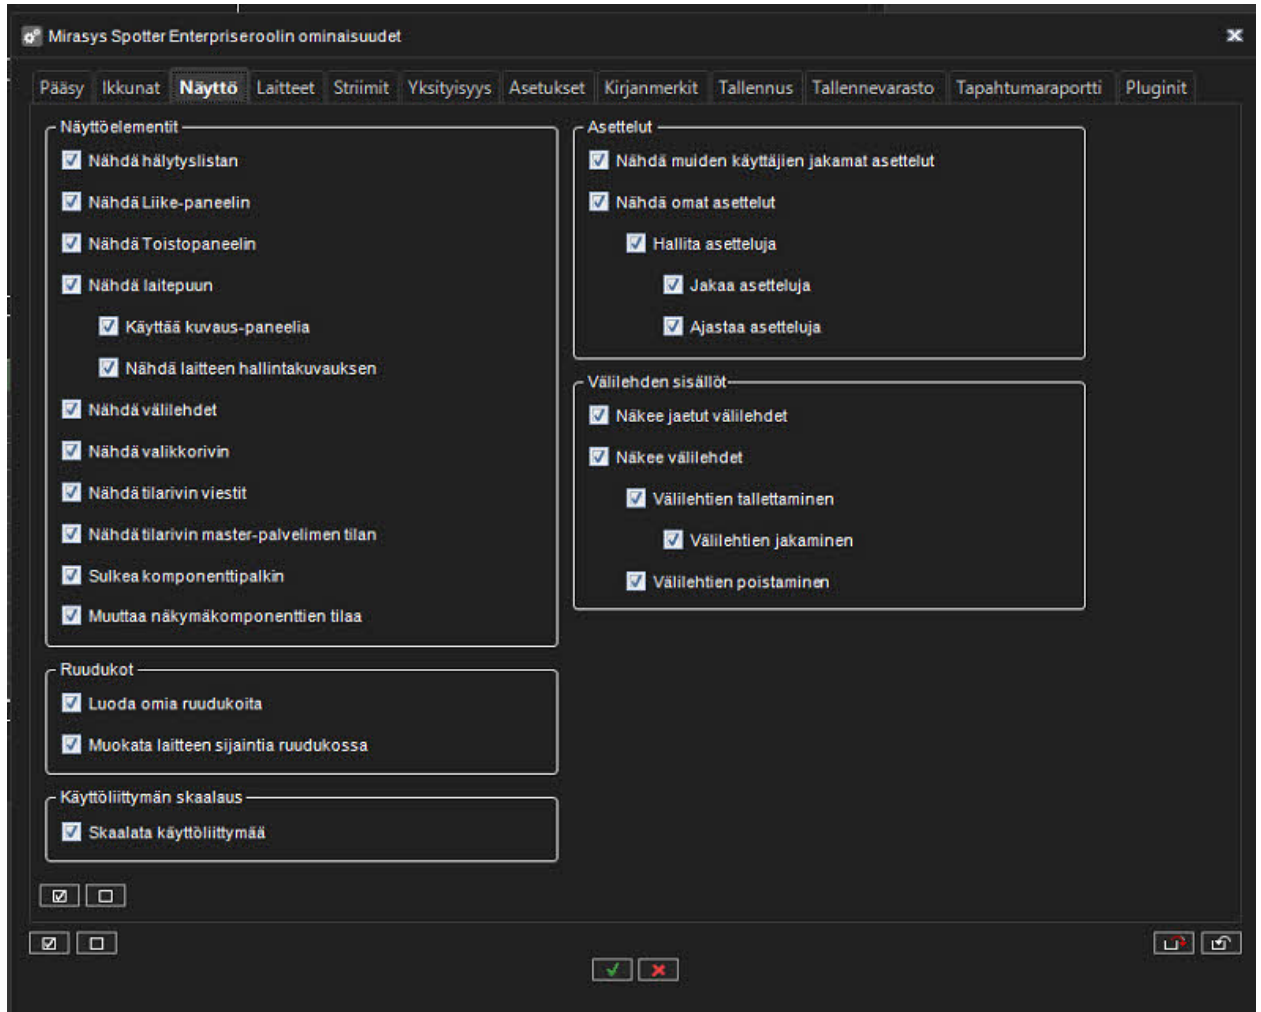 Mirasys Spotter Enterpriseroolin ominaisuudet
Pääsy Ikkunat Näyttö Laitteet Striimit Yksityisyys Asetukset Kirjanmerkit Tallennus Tallennevarasto Tapahtumaraportti Pluginit
Näyttöelementit
Nähdä hälytyslistan
Nähdä Liike-paneelin
Nähdä Toistopaneelin
Nähdä laitepuun
Käyttää kuvaus-paneelia
Nähdä laitteen hallintakuvauksen
Nähdä välilehdet
Nähdä valikkorivin
Nähdä tilarivin viestit
Nähdä tilarivin master-palvelimen tilan
Sulkea komponenttipalkin
Muuttaa näkymäkomponenttien tilaa
Ruudukot
Luoda omia ruudukoita
Muokata laitteen sijaintia ruudukossa
Käyttöliittymän skaalaus
Skaalata käyttöliittymää
Asettelut
Nähdä muiden käyttäjien jakamat asettelut
Nähdä omat asettelut
Hallita asetteluja
Jakaa asetteluja
Ajastaa asetteluja
Välilehden sisällöt
Näkee jaetut välilehdet
Näkee välilehdet
Välilehtien tallettaminen
Välilehtien jakaminen
Välilehtien poistaminen